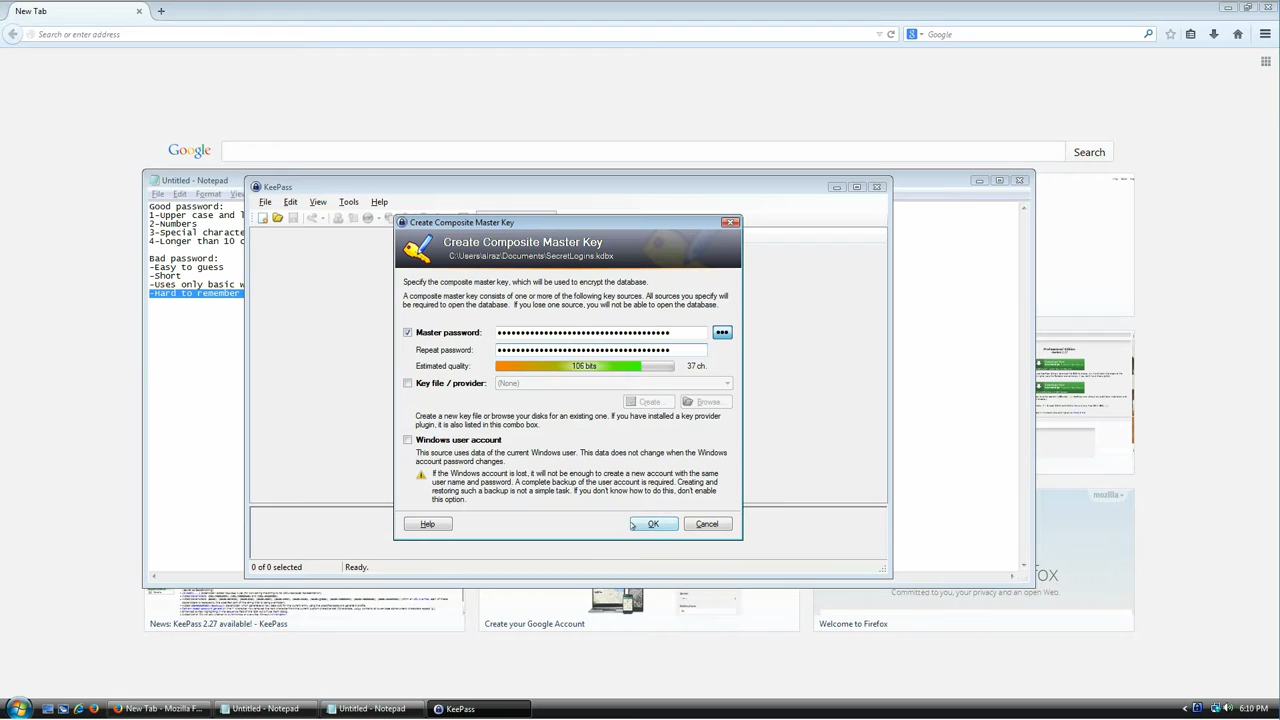 New Tab
Search or enter address
Google
Google
Search
Untitled - Notepad
File Edit Format
Good password:
1-Upper case and
2-Numbers
3-Special characte
4-Longer than 10
Bad password:
-Easy to guess
-Short
-Uses only basic
-Hard to remember
KeePass
File Edit View Tools Help
Create Composite Master Key
Create Composite Master Key
C:\Users\airaz\Documents\SecretLogins.kdbx
Specify the composite master key, which will be used to encrypt the database.
A composite master key consists of one or more of the following key sources. All sources you specify will
be required to open the database. If you lose one source, you will not be able to open the database.
Master password:
Repeat password:
Estimated quality: 106 bits 37 ch.
Key file / provider: (None)
Create... Browse...
Create a new key file or browse your disks for an existing one. If you have installed a key provider
plugin, it is also listed in this combo box.
Windows user account
This source uses data of the current Windows user. This data does not change when the Windows
account password changes.
If the Windows account is lost, it will not be enough to create a new account with the same
user name and password. A complete backup of the user account is required. Creating and
restoring such a backup is not a simple task. If you don't know how to do this, don't enable
this option.
Help OK Cancel
0 of 0 selected Ready.
mozilla
committed to you, your privacy and an open Web.
News: KeePass 2.27 available! - KeePass
Create your Google Account
Welcome to Firefox
New Tab - Mozilla F...
Untitled - Notepad
Untitled - Notepad
KeePass
6:10 PM